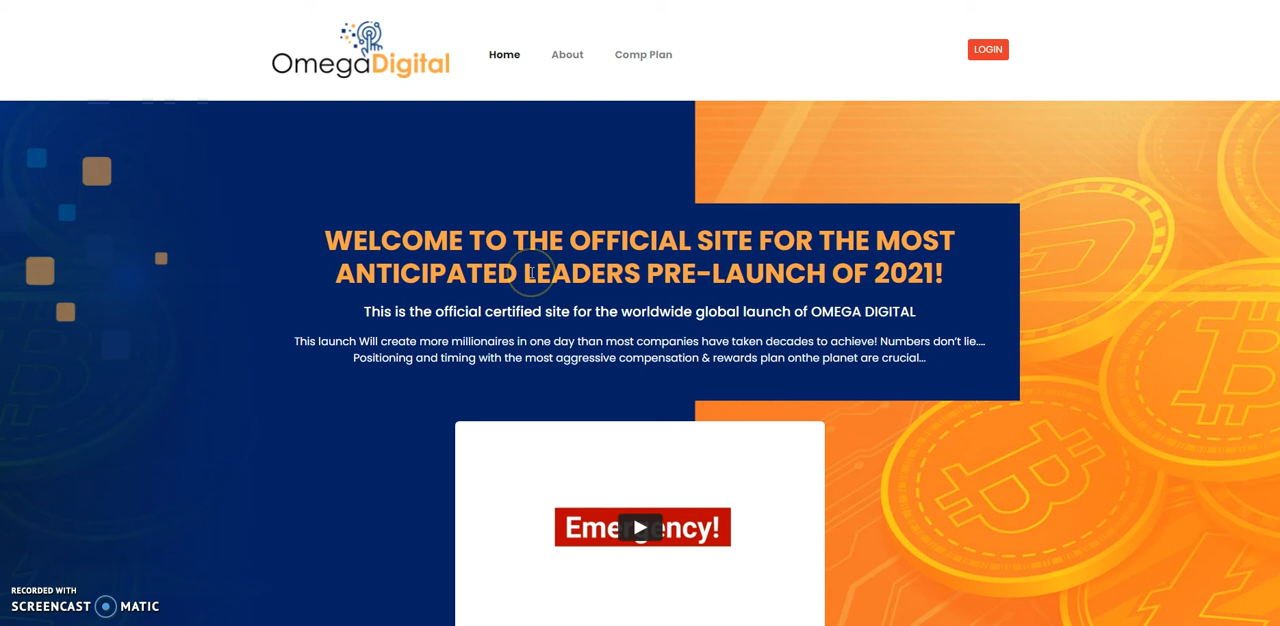 OmegaDigital
Home About Comp Plan
LOGIN
WELCOME TO THE OFFICIAL SITE FOR THE MOST
ANTICIPATED LEADERS PRE-LAUNCH OF 2021!
This is the official certified site for the worldwide global launch of OMEGA DIGITAL
This launch Will create more millionaires in one day than most companies have taken decades to achieve! Numbers don't lie....
Positioning and timing with the most aggressive compensation & rewards plan onthe planet are crucial...
Emergency!
RECORDED WITH
SCREENCAST MATIC